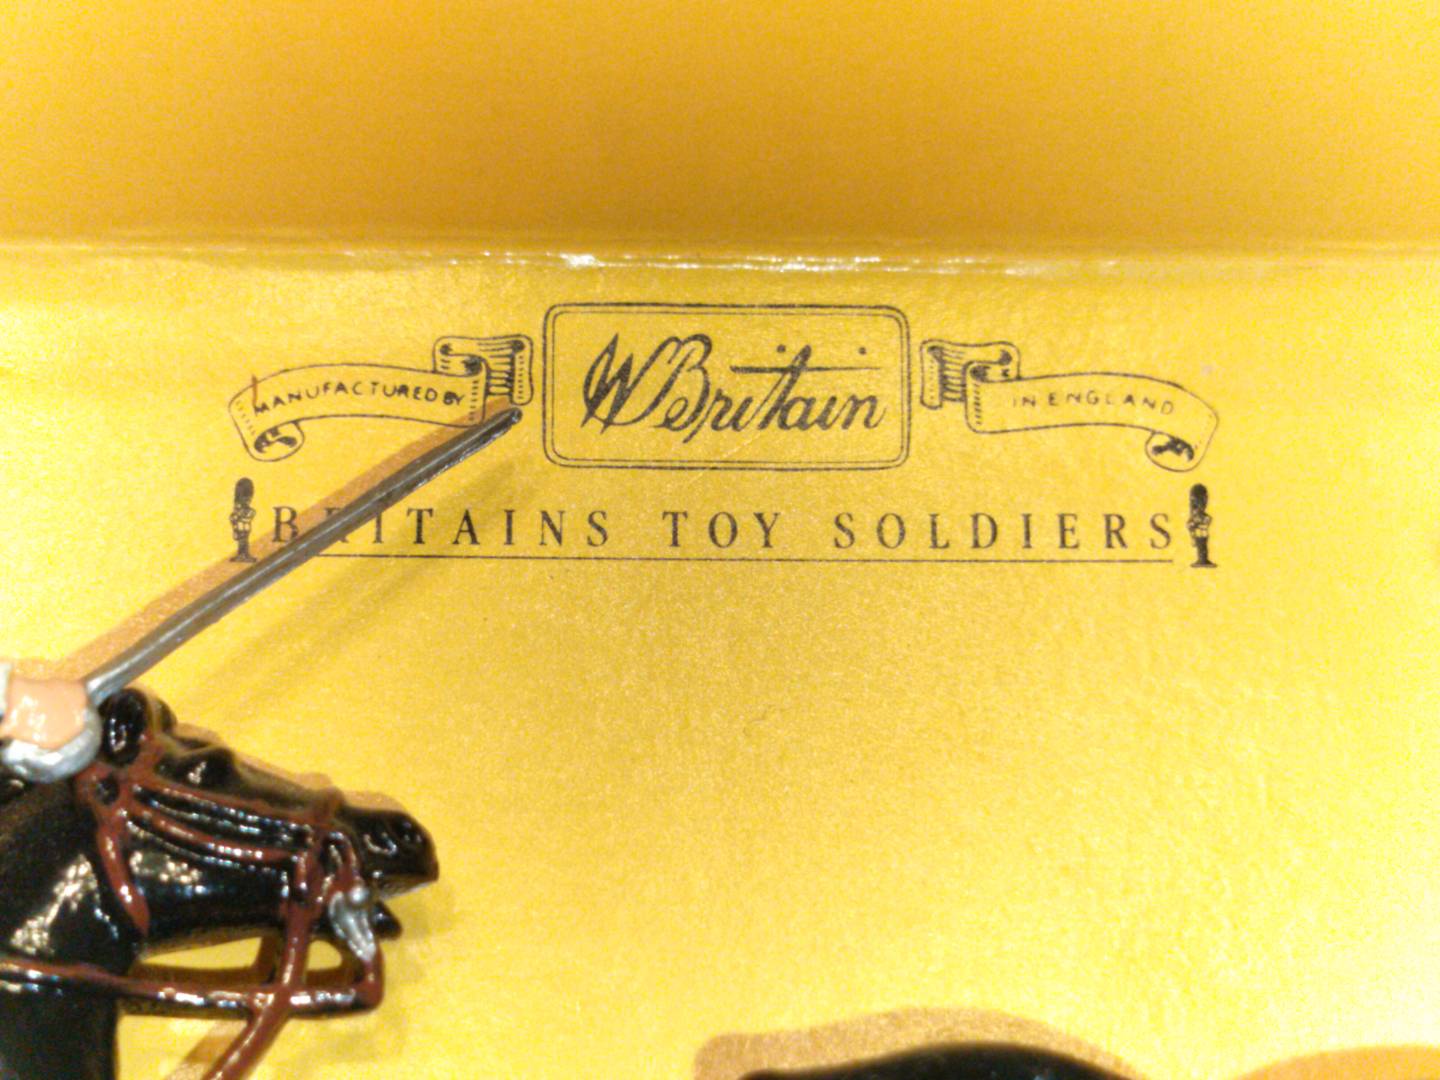 MANUFACTURED BY
W Britain
IN ENGLAND
BRITAINS TOY SOLDIERS